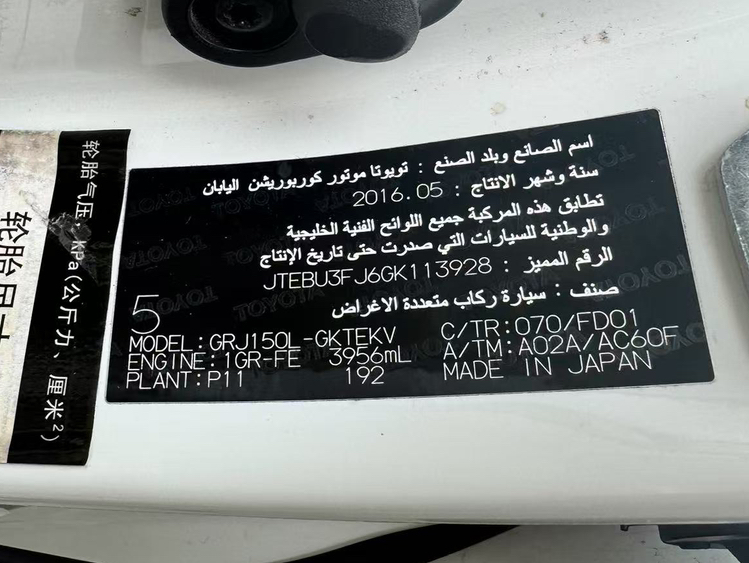 اسم الصانع وبلد الصنع : تويوتا موتور كوربوريشن اليابان
سنة وشهر الانتاج : 2016.05
تطابق هذه المركبة جميع اللوائح الفنية الخليجية
والوطنية للسيارات التي صدرت حتى تاريخ الإنتاج
الرقم المميز : JTEBU3FJ6GK113928
صنف : سيارة ركاب متعددة الاغراض
5
MODEL:GRJ150L-GKTEKV C/TR:070/FD01
ENGINE:1GR-FE 3956mL A/TM:A02A/AC60F
PLANT:P11 192 MADE IN JAPAN
轮胎气压，kPa(公斤力、厘米²)
轮胎尺寸